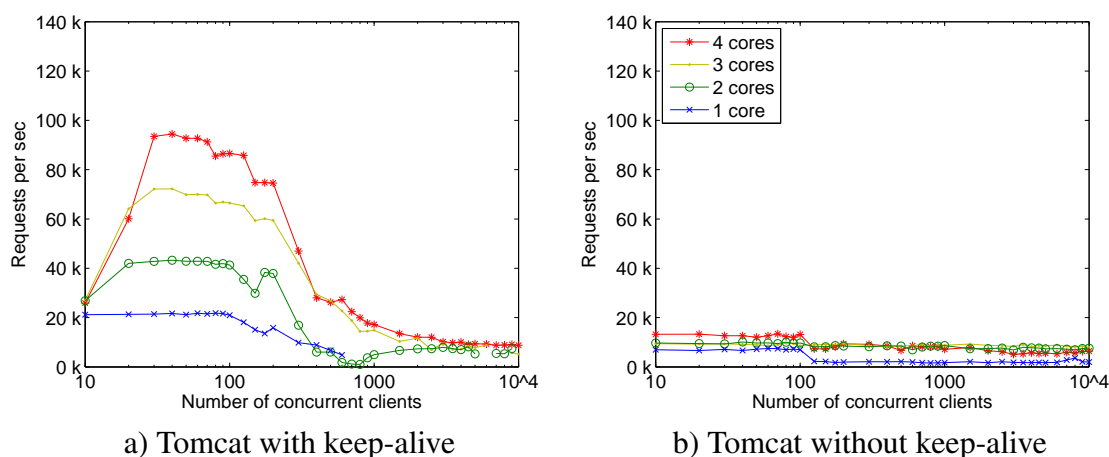 140 k
120 k
100 k
80 k
60 k
40 k
20 k
0 k
Requests per sec
10
100
1000
10^4
Number of concurrent clients
a) Tomcat with keep-alive
140 k
120 k
100 k
80 k
60 k
40 k
20 k
0 k
Requests per sec
4 cores
3 cores
2 cores
1 core
10
100
1000
10^4
Number of concurrent clients
b) Tomcat without keep-alive